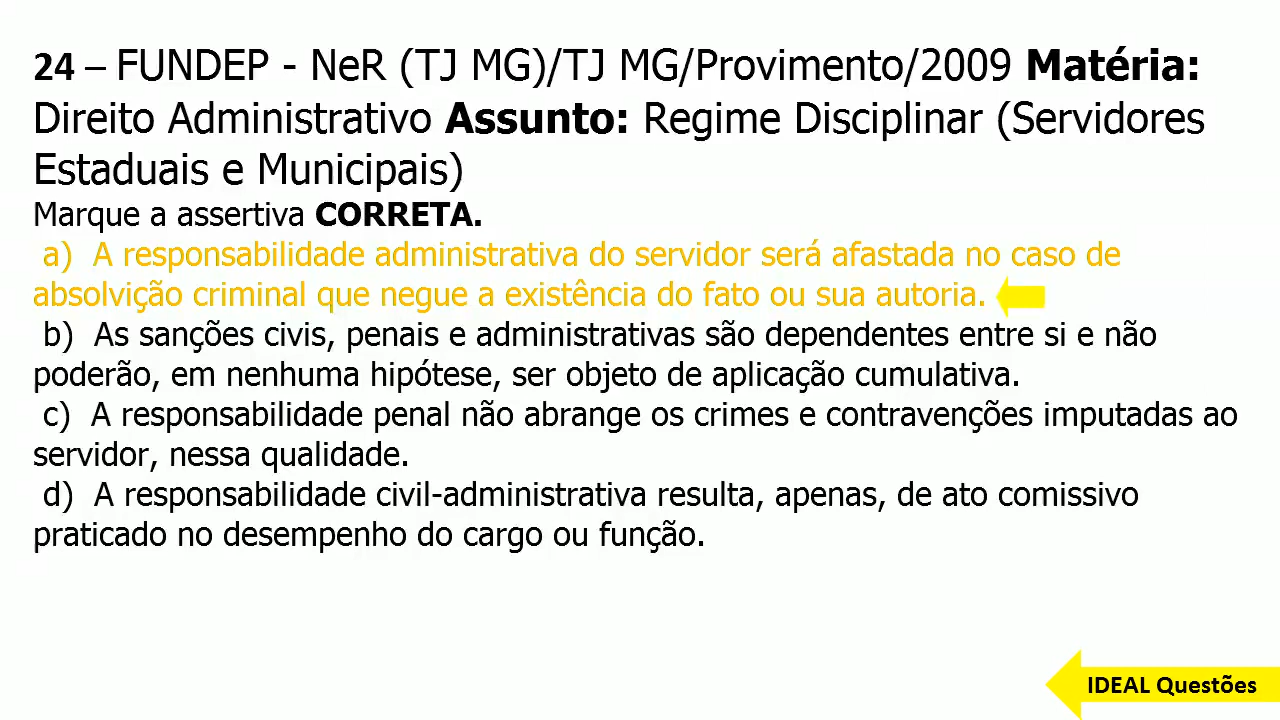 24 – FUNDEP - NeR (TJ MG)/TJ MG/Provimento/2009 Matéria:
Direito Administrativo Assunto: Regime Disciplinar (Servidores
Estaduais e Municipais)
Marque a assertiva CORRETA.
a) A responsabilidade administrativa do servidor será afastada no caso de
absolvição criminal que negue a existência do fato ou sua autoria.
b) As sanções civis, penais e administrativas são dependentes entre si e não
poderão, em nenhuma hipótese, ser objeto de aplicação cumulativa.
c) A responsabilidade penal não abrange os crimes e contravenções imputadas ao
servidor, nessa qualidade.
d) A responsabilidade civil-administrativa resulta, apenas, de ato comissivo
praticado no desempenho do cargo ou função.
IDEAL Questões